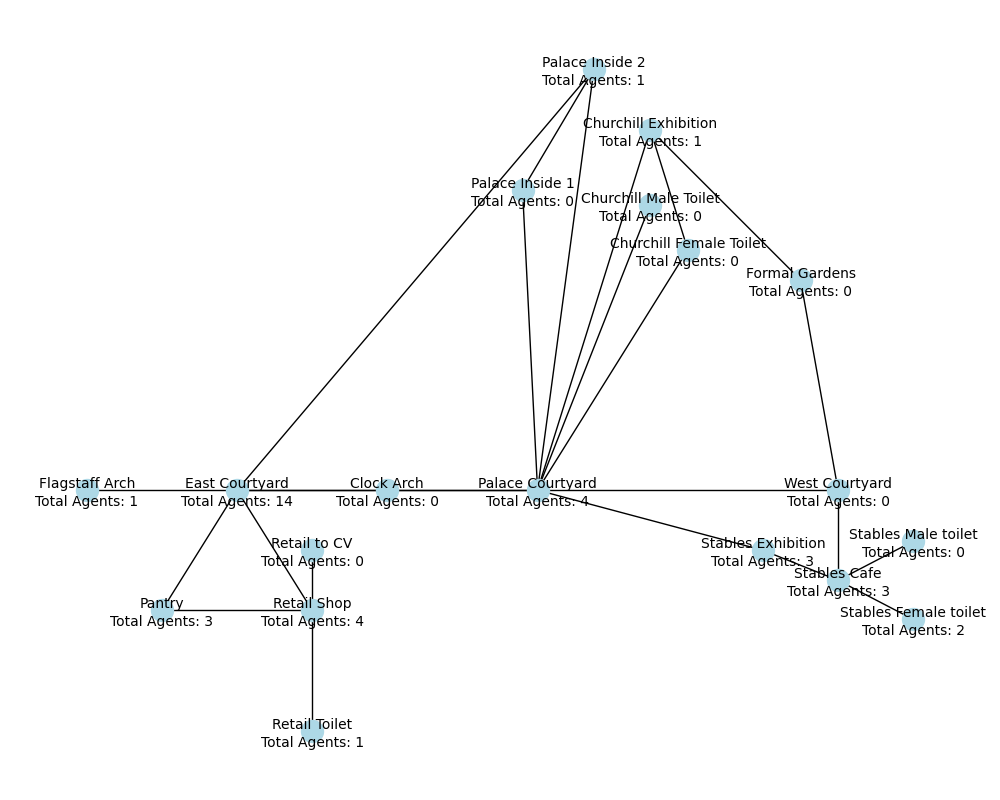 Palace Inside 2
Total Agents: 1
Churchill Exhibition
Total Agents: 1
Palace Inside 1
Total Agents: 0
Churchill Male Toilet
Total Agents: 0
Churchill Female Toilet
Total Agents: 0
Formal Gardens
Total Agents: 0
Flagstaff Arch
Total Agents: 1
East Courtyard
Total Agents: 14
Clock Arch
Total Agents: 0
Palace Courtyard
Total Agents: 4
West Courtyard
Total Agents: 0
Retail to CV
Total Agents: 0
Stables Exhibition
Total Agents: 3
Stables Male toilet
Total Agents: 0
Stables Cafe
Total Agents: 3
Pantry
Total Agents: 3
Retail Shop
Total Agents: 4
Stables Female toilet
Total Agents: 2
Retail Toilet
Total Agents: 1